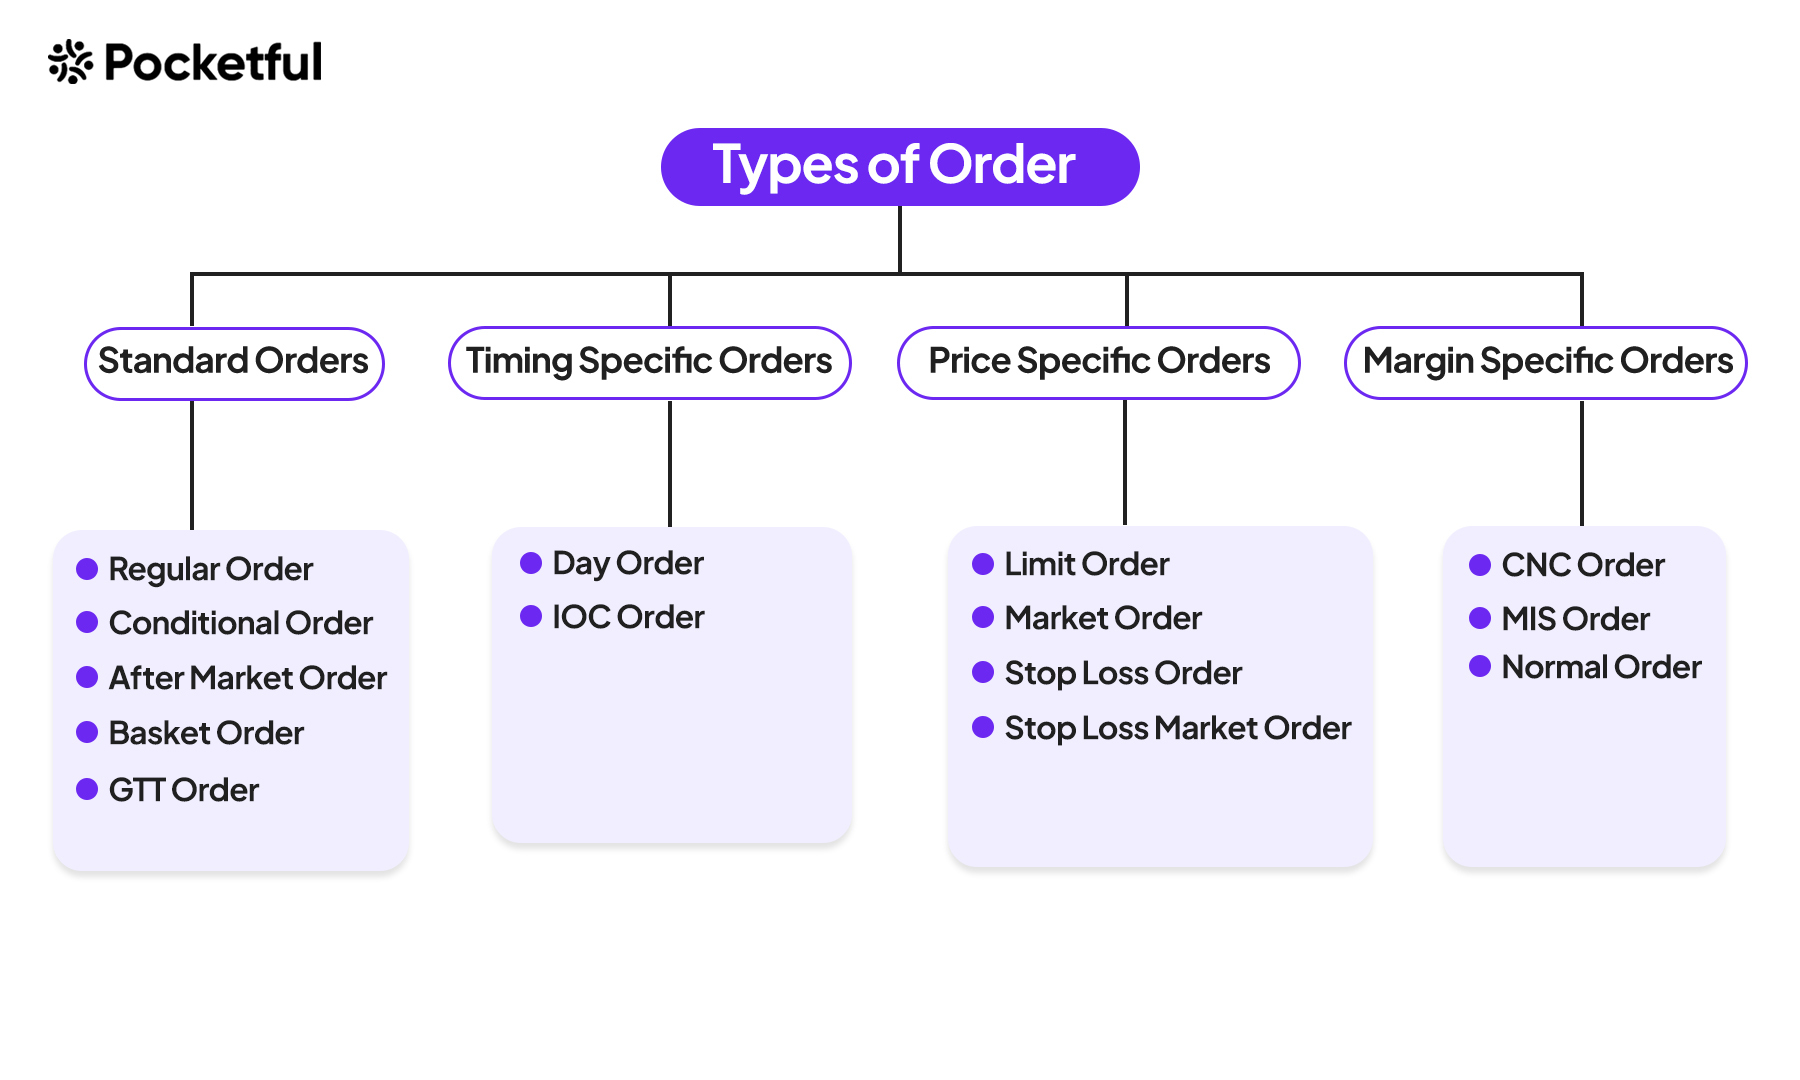 Pocketful
Types of Order
Standard Orders
Timing Specific Orders
Price Specific Orders
Margin Specific Orders
Regular Order
Conditional Order
After Market Order
Basket Order
GTT Order
Day Order
IOC Order
Limit Order
Market Order
Stop Loss Order
Stop Loss Market Order
CNC Order
MIS Order
Normal Order